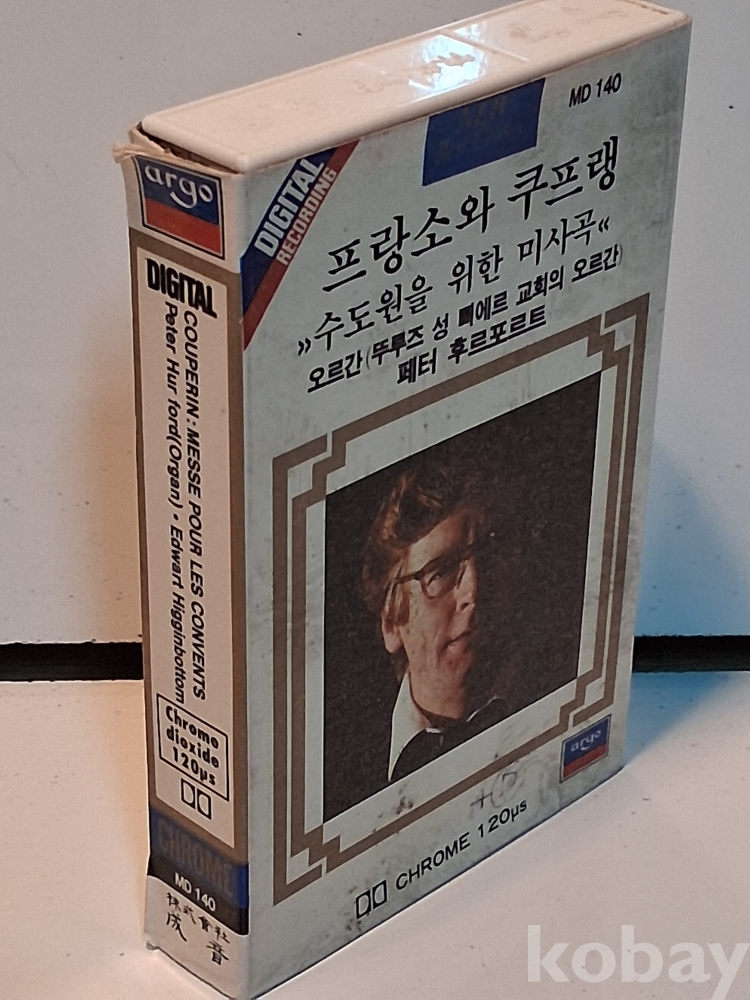 argo
DIGITAL
COUPERIN: MESSE POUR LES CONVENTS
Peter Hur ford(Organ)・Edwart Higginbottom
Chrome
dioxide
120µs
CHROME
MD 140
株式會社
成音
DIGITAL
RECORDING
MD 140
프랑소와 쿠프랭
»수도원을 위한 미사곡«
오르간(뚜루즈 성 삐에르 교회의 오르간)
페터 후르포르트
argo
CHROME 120µs
kobay